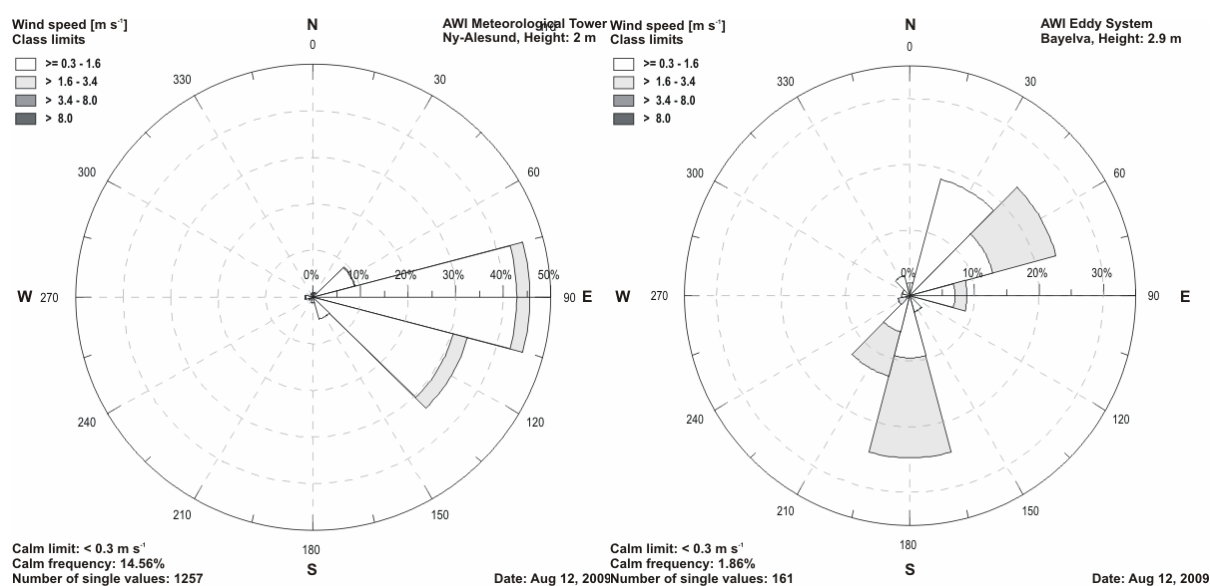 Wind speed [m s⁻¹]
Class limits
>= 0.3 - 1.6
> 1.6 - 3.4
> 3.4 - 8.0
> 8.0
AWI Meteorological Tower
Ny-Alesund, Height: 2 m
N
0
30
60
90 E
120
150
180
S
210
240
W 270
300
330
0%
10%
20%
30%
40%
50%
Calm limit: < 0.3 m s⁻¹
Calm frequency: 14.56%
Number of single values: 1257
Date: Aug 12, 2009
Wind speed [m s⁻¹]
Class limits
>= 0.3 - 1.6
> 1.6 - 3.4
> 3.4 - 8.0
> 8.0
AWI Eddy System
Bayelva, Height: 2.9 m
N
0
30
60
90 E
120
150
180
S
210
240
W 270
300
330
0%
10%
20%
30%
Calm limit: < 0.3 m s⁻¹
Calm frequency: 1.86%
Number of single values: 161
Date: Aug 12, 2009